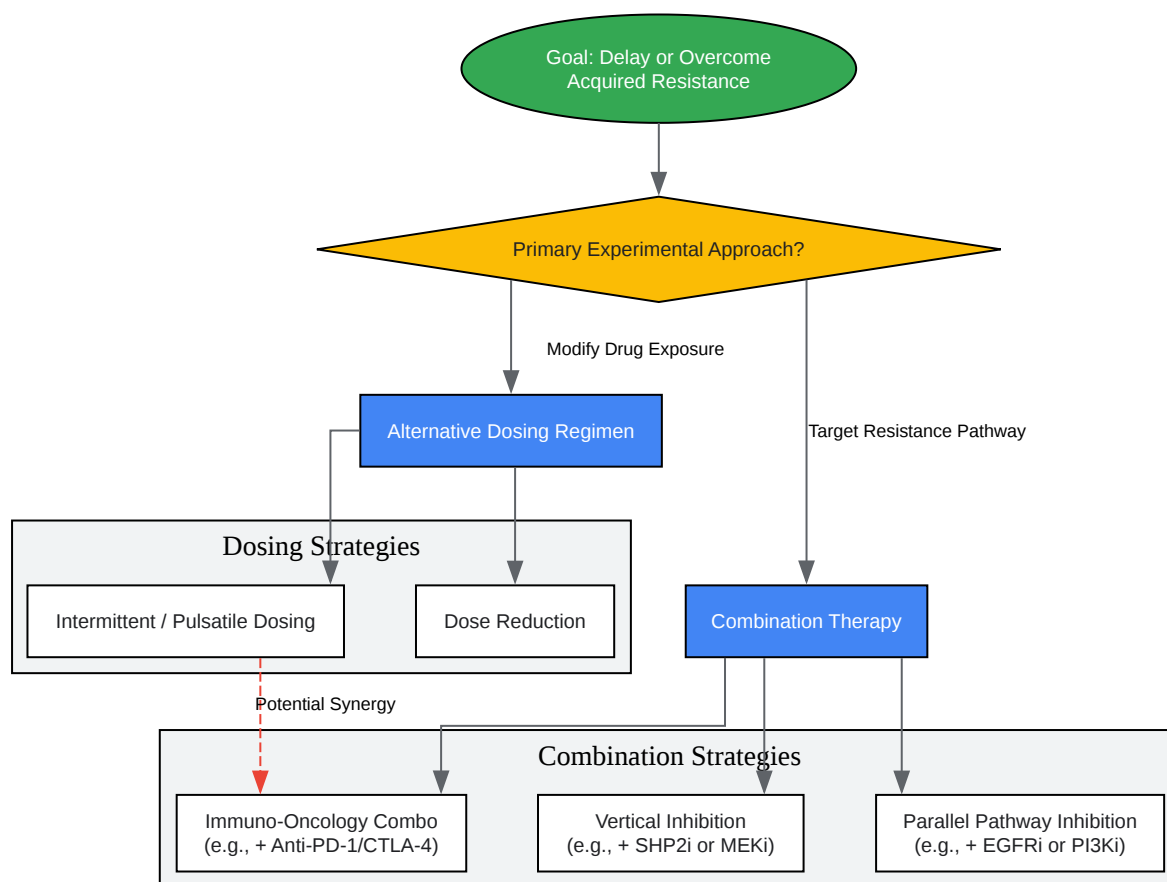 Goal: Delay or Overcome
Acquired Resistance
Primary Experimental Approach?
Modify Drug Exposure
Alternative Dosing Regimen
Target Resistance Pathway
Dosing Strategies
Intermittent / Pulsatile Dosing
Dose Reduction
Combination Therapy
Potential Synergy
Combination Strategies
Immuno-Oncology Combo
(e.g., + Anti-PD-1/CTLA-4)
Vertical Inhibition
(e.g., + SHP2i or MEKi)
Parallel Pathway Inhibition
(e.g., + EGFRi or PI3Ki)